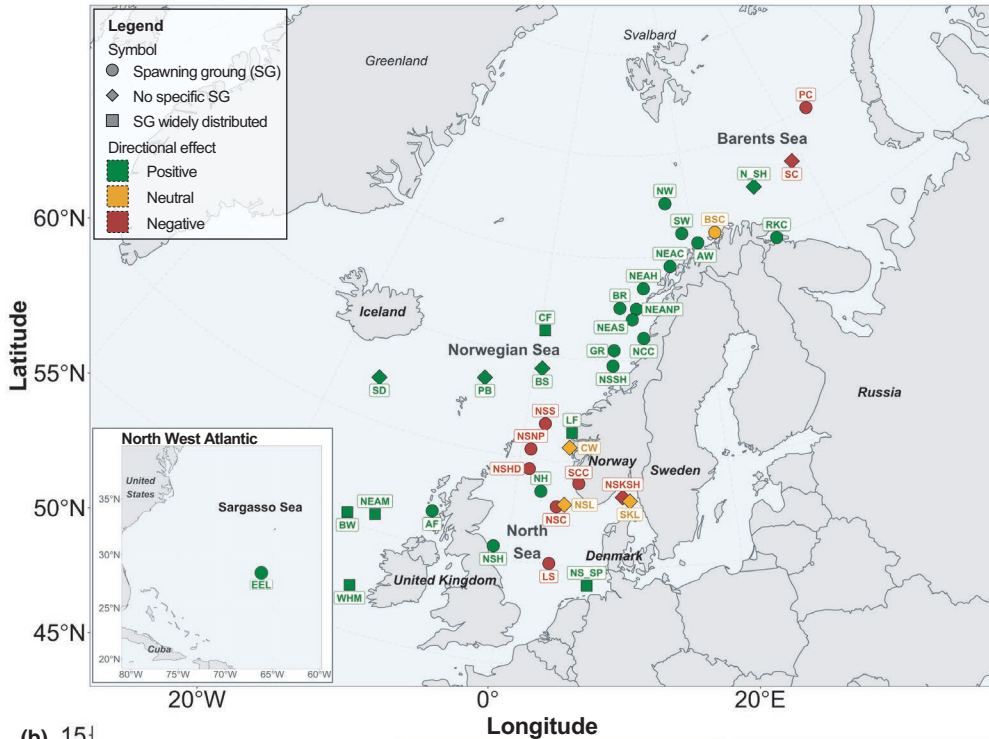 Legend
Symbol
Spawning groung (SG)
No specific SG
SG widely distributed
Directional effect
Positive
Neutral
Negative
Greenland
Svalbard
PC
Barents Sea
SC
N_SH
NW
SW
BSC
RKC
AW
NEAC
NEAH
BR
NEANP
NEAS
Iceland
CF
Norwegian Sea
GR
NCC
SD
PB
BS
NSSH
Russia
NSS
LF
NSNP
CW
NSHD
SCC
Norway
Sweden
NH
NSKSH
NSL
SKL
NSC
NEAM
BW
AF
North
Sea
NSH
Denmark
LS
NS_SP
United Kingdom
WHM
60°N
55°N
50°N
45°N
Latitude
North West Atlantic
United
States
Sargasso Sea
EEL
Cuba
35°N
30°N
25°N
20°N
80°W 75°W 70°W 65°W 60°W
20°W 0° 20°E
Longitude
(b) 15